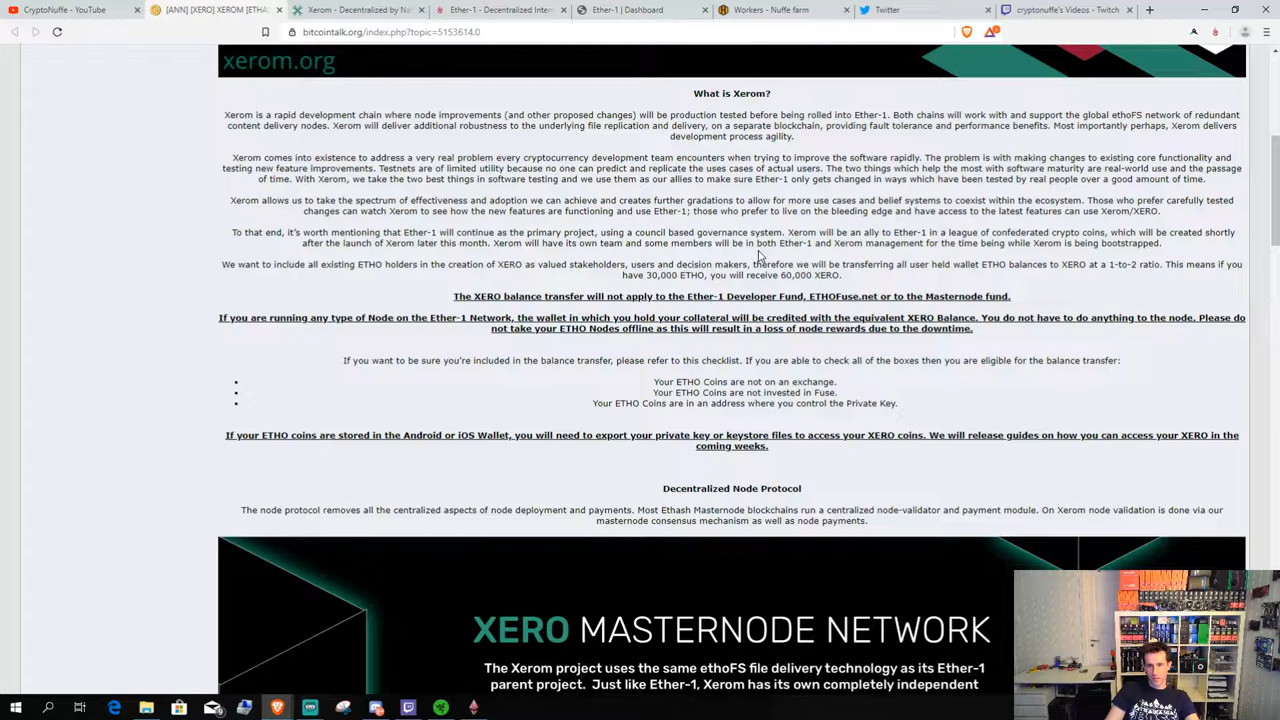 CryptoNuffe - YouTube
[ANN] [XERO] XEROM [ETHA
Xerom - Decentralized by Na
Ether-1 - Decentralized Inter
Ether-1 | Dashboard
Workers - Nuffe farm
Twitter
cryptonuffe's Videos - Twitch
bitcointalk.org/index.php?topic=5153614.0
xerom.org
What is Xerom?
Xerom is a rapid development chain where node improvements (and other proposed changes) will be production tested before being rolled into Ether-1. Both chains will work with and support the global ethoFS network of redundant
content delivery nodes. Xerom will deliver additional robustness to the underlying file replication and delivery, on a separate blockchain, providing fault tolerance and performance benefits. Most importantly perhaps, Xerom delivers
development process agility.
Xerom comes into existence to address a very real problem every cryptocurrency development team encounters when trying to improve the software rapidly. The problem is with making changes to existing core functionality and
testing new feature improvements. Testnets are of limited utility because no one can predict and replicate the uses cases of actual users. The two things which help the most with software maturity are real-world use and the passage
of time. With Xerom, we take the two best things in software testing and we use them as our allies to make sure Ether-1 only gets changed in ways which have been tested by real people over a good amount of time.
Xerom allows us to take the spectrum of effectiveness and adoption we can achieve and creates further gradations to allow for more use cases and belief systems to coexist within the ecosystem. Those who prefer carefully tested
changes can watch Xerom to see how the new features are functioning and use Ether-1; those who prefer to live on the bleeding edge and have access to the latest features can use Xerom/XERO.
To that end, it's worth mentioning that Ether-1 will continue as the primary project, using a council based governance system. Xerom will be an ally to Ether-1 in a league of confederated crypto coins, which will be created shortly
after the launch of Xerom later this month. Xerom will have its own team and some members will be in both Ether-1 and Xerom management for the time being while Xerom is being bootstrapped.
We want to include all existing ETHO holders in the creation of XERO as valued stakeholders, users and decision makers, therefore we will be transferring all user held wallet ETHO balances to XERO at a 1-to-2 ratio. This means if you
have 30,000 ETHO, you will receive 60,000 XERO.
The XERO balance transfer will not apply to the Ether-1 Developer Fund, ETHOFuse.net or to the Masternode fund.
If you are running any type of Node on the Ether-1 Network, the wallet in which you hold your collateral will be credited with the equivalent XERO Balance. You do not have to do anything to the node. Please do
not take your ETHO Nodes offline as this will result in a loss of node rewards due to the downtime.
If you want to be sure you're included in the balance transfer, please refer to this checklist. If you are able to check all of the boxes then you are eligible for the balance transfer:
• Your ETHO Coins are not on an exchange.
• Your ETHO Coins are not invested in Fuse.
• Your ETHO Coins are in an address where you control the Private Key.
If your ETHO coins are stored in the Android or iOS Wallet, you will need to export your private key or keystore files to access your XERO coins. We will release guides on how you can access your XERO in the
coming weeks.
Decentralized Node Protocol
The node protocol removes all the centralized aspects of node deployment and payments. Most Ethash Masternode blockchains run a centralized node-validator and payment module. On Xerom node validation is done via our
masternode consensus mechanism as well as node payments.
XERO MASTERNODE NETWORK
The Xerom project uses the same ethoFS file delivery technology as its Ether-1
parent project. Just like Ether-1, Xerom has its own completely independent